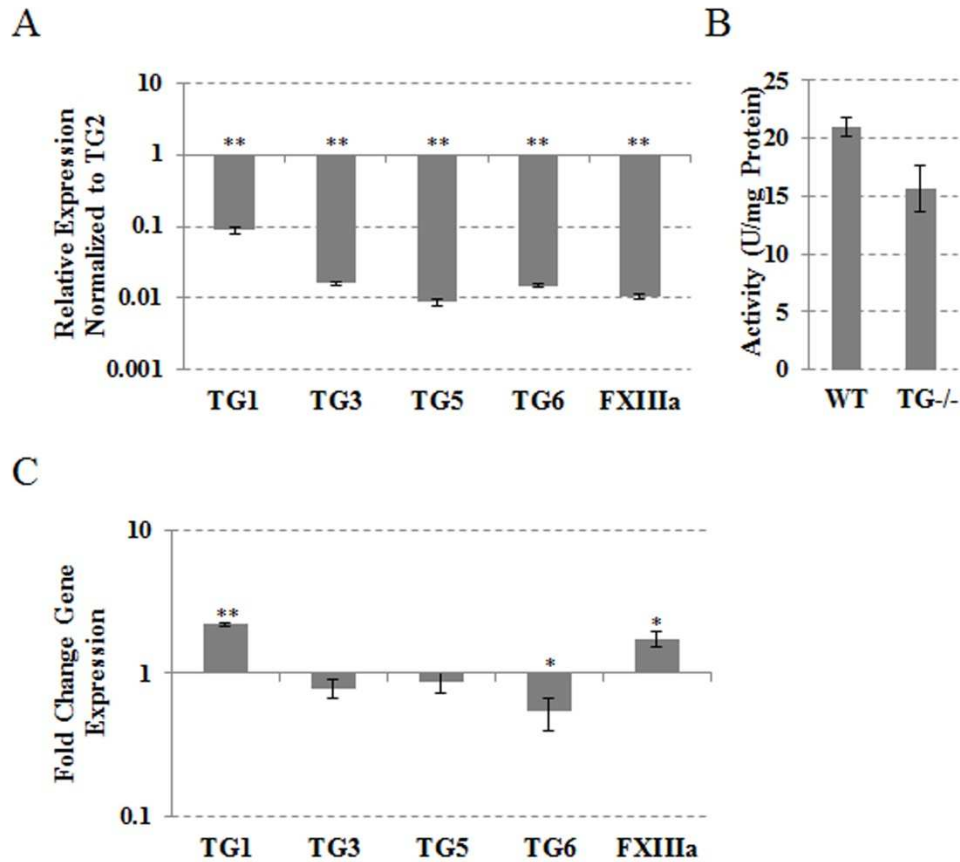 A
Relative Expression
Normalized to TG2
10
1
0.1
0.01
0.001
** ** ** ** **
TG1 TG3 TG5 TG6 FXIIIa
B
Activity (U/mg Protein)
25
20
15
10
5
0
WT TG-/-
C
Fold Change Gene
Expression
10
1
0.1
**
*
*
TG1 TG3 TG5 TG6 FXIIIa